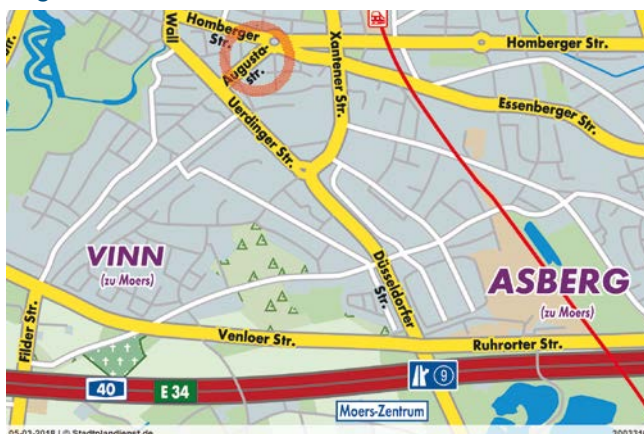 Homberger
Str.
Wall
Augusta-
str.
Xantener Str.
Homberger Str.
Essenberger Str.
Uerdinger Str.
VINN
(zu Moers)
Düsseldorfer
Str.
ASBERG
(zu Moers)
Filder Str.
Venloer Str.
Ruhrorter Str.
40
E 34
9
Moers-Zentrum
05-03-2018 | © Stadtplandienst.de